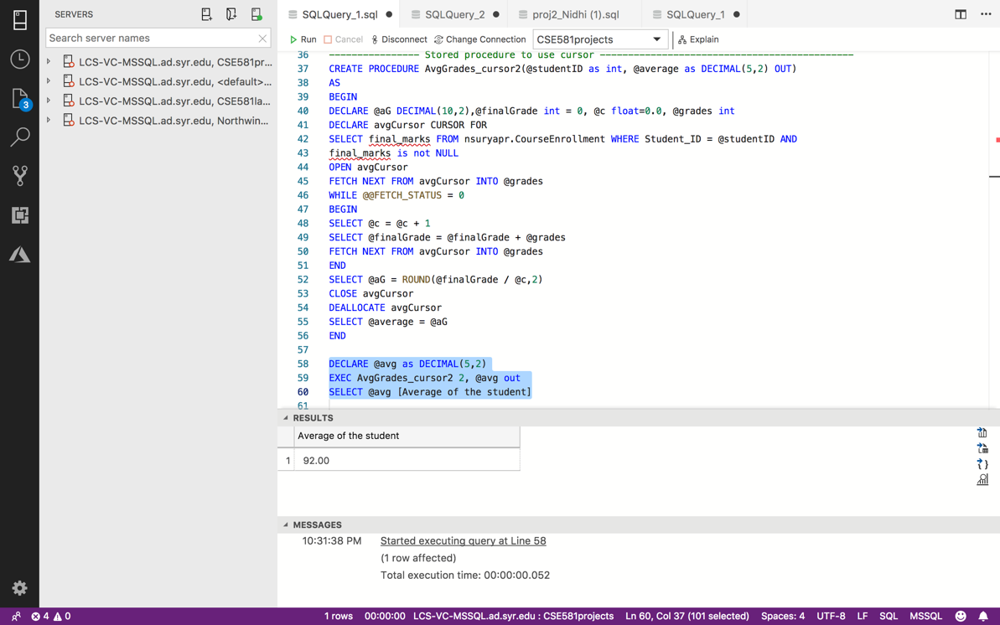 SERVERS
Search server names
LCS-VC-MSSQL.ad.syr.edu, CSE581pr...
LCS-VC-MSSQL.ad.syr.edu, <default>...
LCS-VC-MSSQL.ad.syr.edu, CSE581la...
LCS-VC-MSSQL.ad.syr.edu, Northwin...
3
SQLQuery_1.sql SQLQuery_2 proj2_Nidhi (1).sql SQLQuery_1
Run Cancel Disconnect Change Connection CSE581projects Explain
36 ---------------- Stored procedure to use cursor ---------------------------------------------
37 CREATE PROCEDURE AvgGrades_cursor2(@studentID as int, @average as DECIMAL(5,2) OUT)
38 AS
39 BEGIN
40 DECLARE @aG DECIMAL(10,2),@finalGrade int = 0, @c float=0.0, @grades int
41 DECLARE avgCursor CURSOR FOR
42 SELECT final_marks FROM nsuryapr.CourseEnrollment WHERE Student_ID = @studentID AND
43 final_marks is not NULL
44 OPEN avgCursor
45 FETCH NEXT FROM avgCursor INTO @grades
46 WHILE @@FETCH_STATUS = 0
47 BEGIN
48 SELECT @c = @c + 1
49 SELECT @finalGrade = @finalGrade + @grades
50 FETCH NEXT FROM avgCursor INTO @grades
51 END
52 SELECT @aG = ROUND(@finalGrade / @c,2)
53 CLOSE avgCursor
54 DEALLOCATE avgCursor
55 SELECT @average = @aG
56 END
57
58 DECLARE @avg as DECIMAL(5,2)
59 EXEC AvgGrades_cursor2 2, @avg out
60 SELECT @avg [Average of the student]
61
RESULTS
Average of the student
1 92.00
MESSAGES
10:31:38 PM Started executing query at Line 58
(1 row affected)
Total execution time: 00:00:00.052
4 0 1 rows 00:00:00 LCS-VC-MSSQL.ad.syr.edu : CSE581projects Ln 60, Col 37 (101 selected) Spaces: 4 UTF-8 LF SQL MSSQL